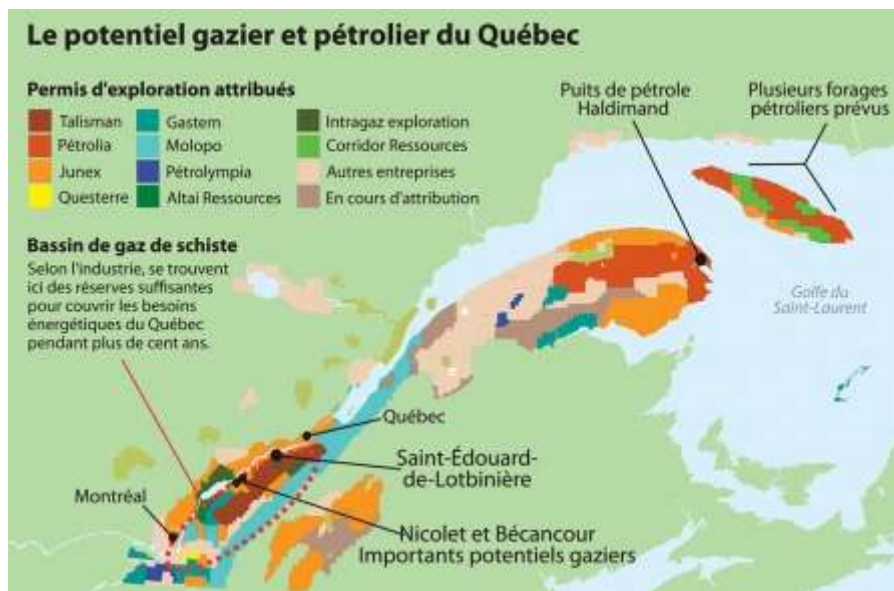 Le potentiel gazier et pétrolier du Québec
Permis d'exploration attribués
Talisman
Pétrolia
Junex
Questerre
Gastem
Molopo
Pétrolympia
Altai Ressources
Intragaz exploration
Corridor Ressources
Autres entreprises
En cours d'attribution
Puits de pétrole
Haldimand
Plusieurs forages
pétroliers prévus
Bassin de gaz de schiste
Selon l'industrie, se trouvent
ici des réserves suffisantes
pour couvrir les besoins
énergétiques du Québec
pendant plus de cent ans.
Golfe du
Saint-Laurent
Québec
Saint-Édouard-
de-Lotbinière
Montréal
Nicolet et Bécancour
Importants potentiels gaziers